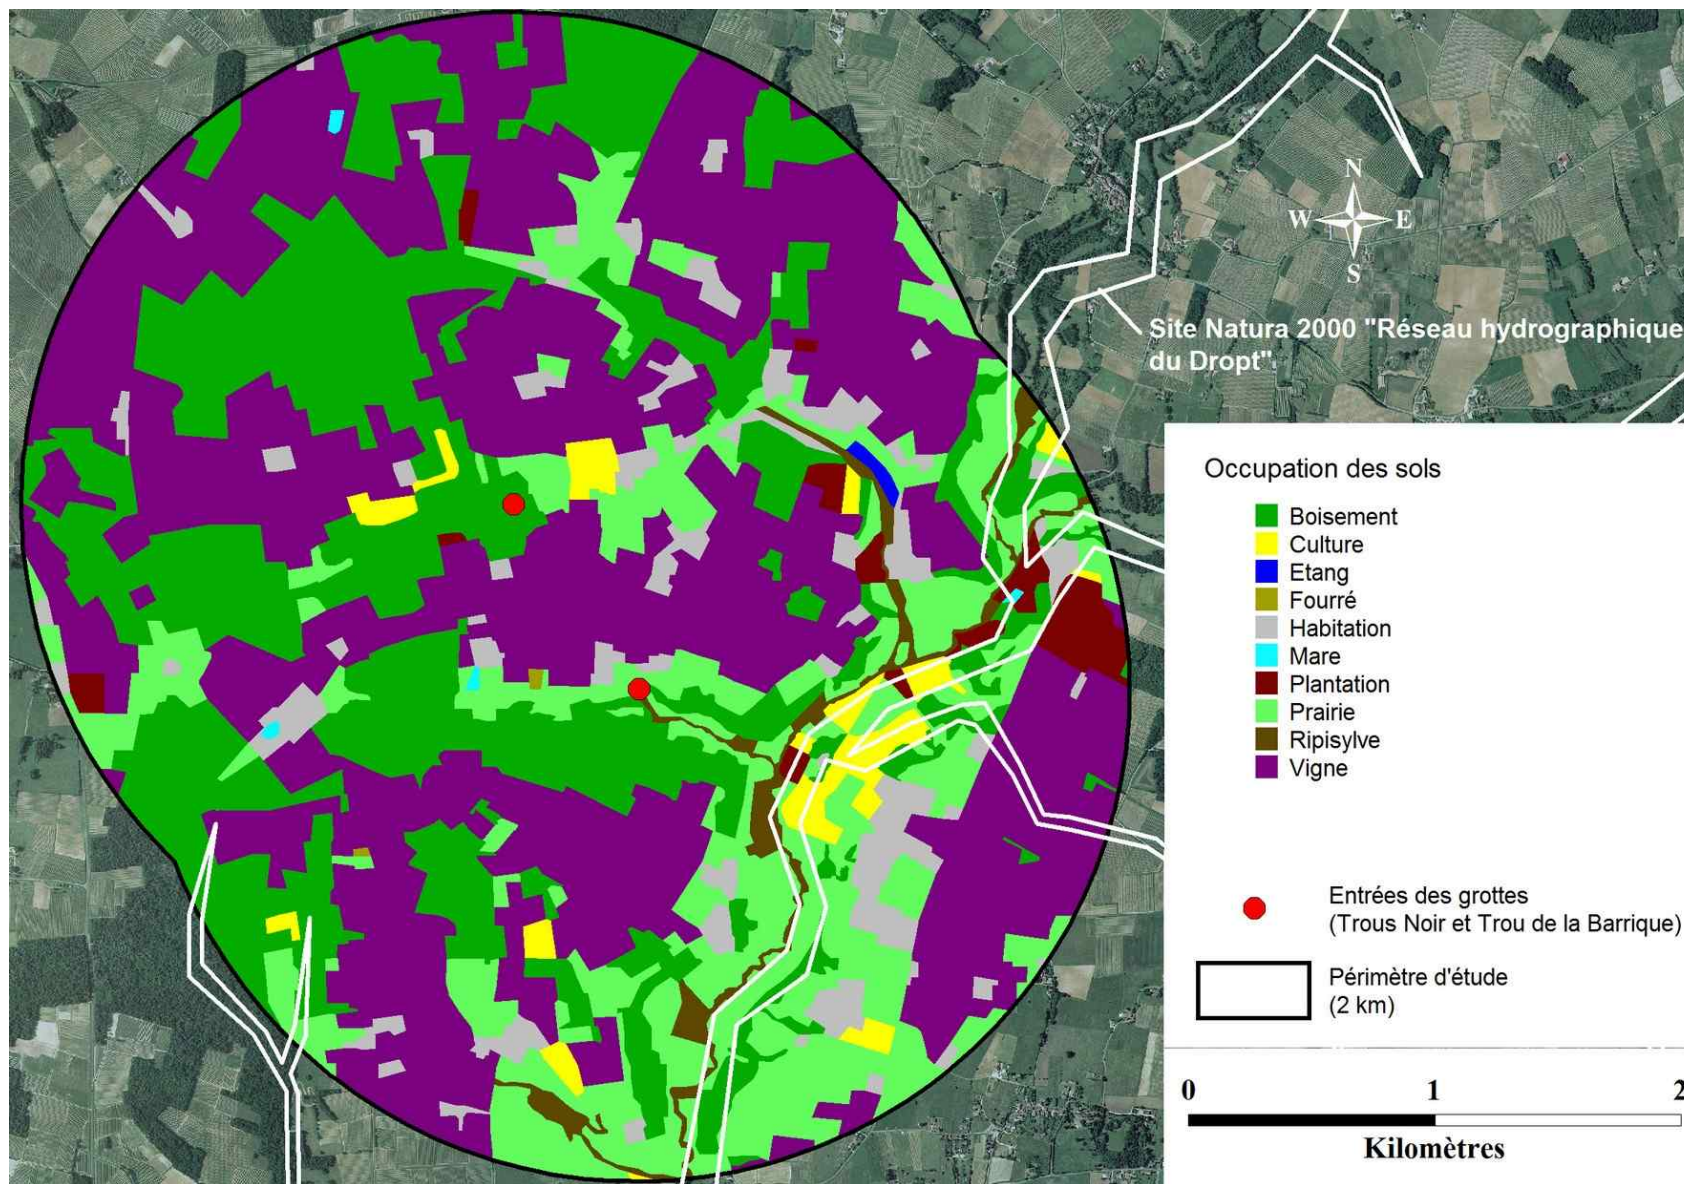 N
W E
S
Site Natura 2000 "Réseau hydrographique
du Dropt"
Occupation des sols
Boisement
Culture
Etang
Fourré
Habitation
Mare
Plantation
Prairie
Ripisylve
Vigne
Entrées des grottes
(Trous Noir et Trou de la Barrique)
Périmètre d'étude
(2 km)
0 1 2
Kilomètres